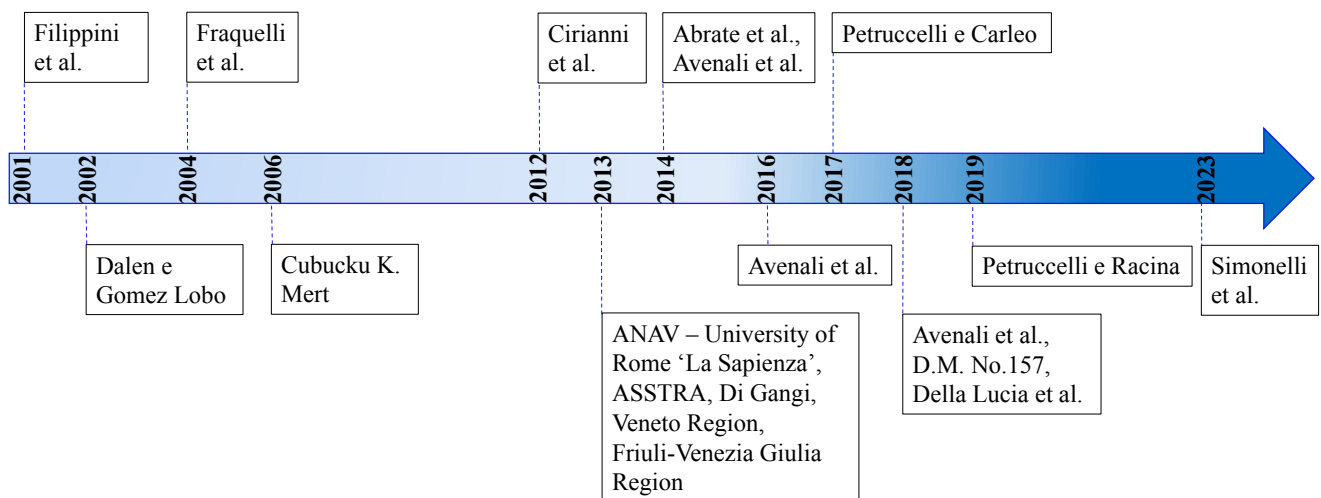 Filippini
et al.
Fraquelli
et al.
Cirianni
et al.
Abrate et al.,
Avenali et al.
Petruccelli e Carleo
2001
2002
2004
2006
2012
2013
2014
2016
2017
2018
2019
2023
Dalen e
Gomez Lobo
Cubucku K.
Mert
ANAV – University of
Rome ‘La Sapienza’,
ASSTRA, Di Gangi,
Veneto Region,
Friuli-Venezia Giulia
Region
Avenali et al.
Avenali et al.,
D.M. No.157,
Della Lucia et al.
Petruccelli e Racina
Simonelli
et al.